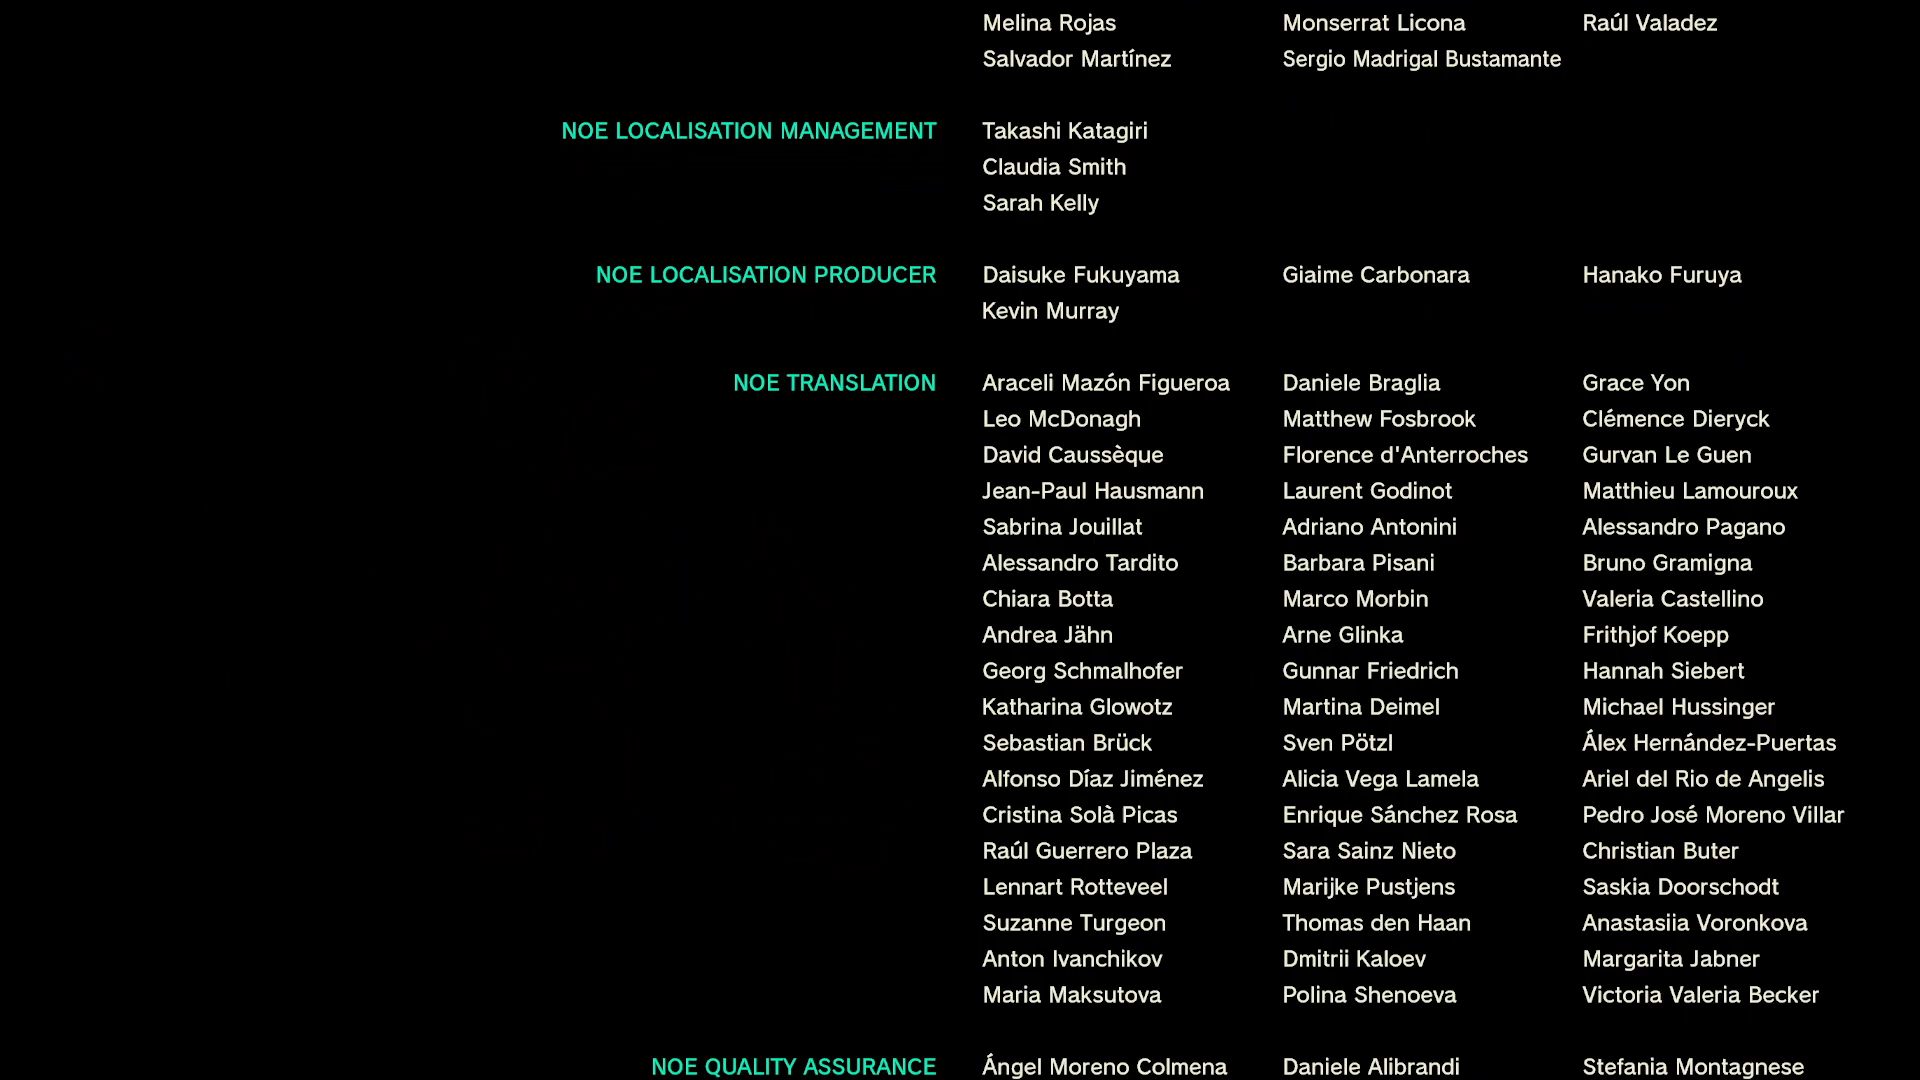 Melina Rojas Monserrat Licona Raúl Valadez
Salvador Martínez Sergio Madrigal Bustamante
NOE LOCALISATION MANAGEMENT Takashi Katagiri
Claudia Smith
Sarah Kelly
NOE LOCALISATION PRODUCER Daisuke Fukuyama Giaime Carbonara Hanako Furuya
Kevin Murray
NOE TRANSLATION Araceli Mazón Figueroa Daniele Braglia Grace Yon
Leo McDonagh Matthew Fosbrook Clémence Dieryck
David Caussèque Florence d'Anterroches Gurvan Le Guen
Jean-Paul Hausmann Laurent Godinot Matthieu Lamouroux
Sabrina Jouillat Adriano Antonini Alessandro Pagano
Alessandro Tardito Barbara Pisani Bruno Gramigna
Chiara Botta Marco Morbin Valeria Castellino
Andrea Jähn Arne Glinka Frithjof Koepp
Georg Schmalhofer Gunnar Friedrich Hannah Siebert
Katharina Glowotz Martina Deimel Michael Hussinger
Sebastian Brück Sven Pötzl Álex Hernández-Puertas
Alfonso Díaz Jiménez Alicia Vega Lamela Ariel del Rio de Angelis
Cristina Solà Picas Enrique Sánchez Rosa Pedro José Moreno Villar
Raúl Guerrero Plaza Sara Sainz Nieto Christian Buter
Lennart Rotteveel Marijke Pustjens Saskia Doorschodt
Suzanne Turgeon Thomas den Haan Anastasiia Voronkova
Anton Ivanchikov Dmitrii Kaloev Margarita Jabner
Maria Maksutova Polina Shenoeva Victoria Valeria Becker
NOE QUALITY ASSURANCE Ángel Moreno Colmena Daniele Alibrandi Stefania Montagnese